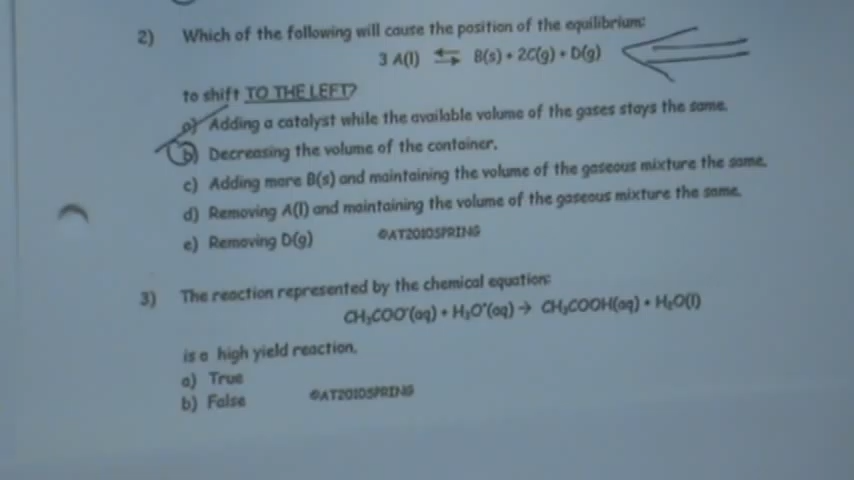 2) Which of the following will cause the position of the equilibrium:
3 A(l) ⇆ B(s) + 2C(g) + D(g)
to shift TO THE LEFT?
a) Adding a catalyst while the available volume of the gases stays the same.
b) Decreasing the volume of the container.
c) Adding more B(s) and maintaining the volume of the gaseous mixture the same.
d) Removing A(l) and maintaining the volume of the gaseous mixture the same.
e) Removing D(g) ©AT2010SPRING
3) The reaction represented by the chemical equation:
CH₃COO⁻(aq) + H₃O⁺(aq) → CH₃COOH(aq) + H₂O(l)
is a high yield reaction.
a) True
b) False ©AT2010SPRING